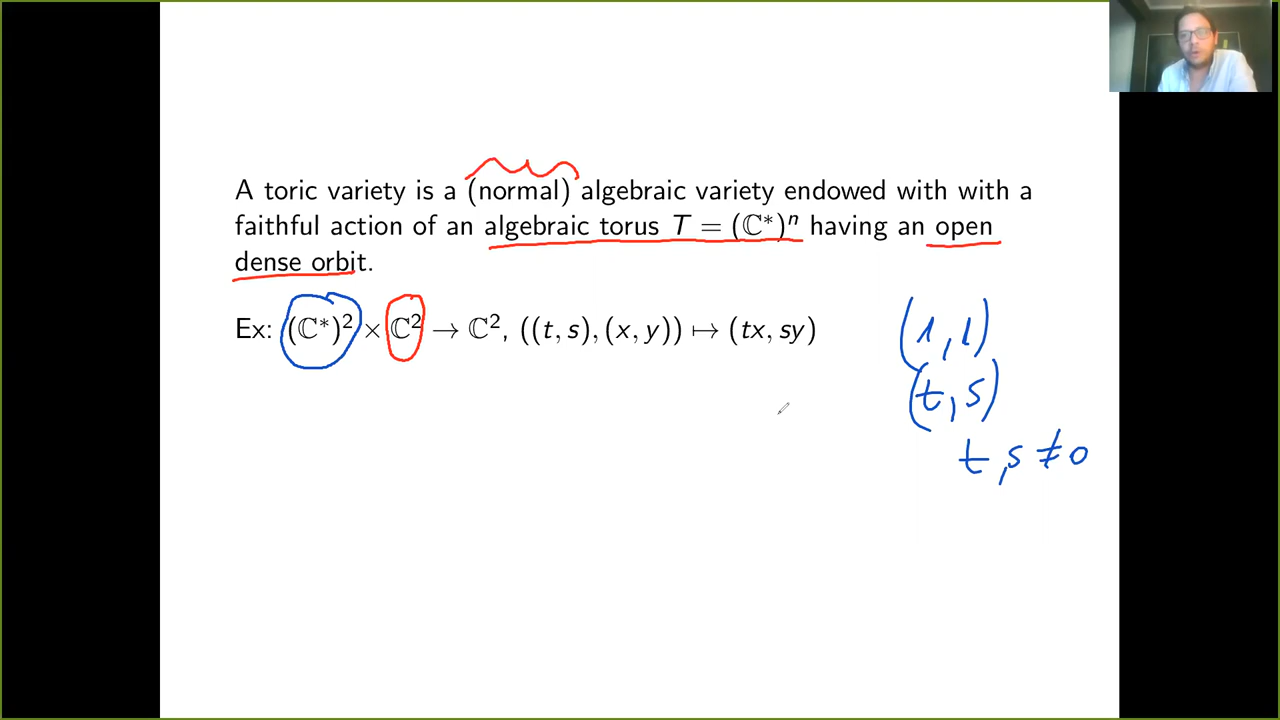 A toric variety is a (normal) algebraic variety endowed with with a
faithful action of an algebraic torus T = (ℂ*)ⁿ having an open
dense orbit.
Ex: (ℂ*)² × ℂ² → ℂ², ((t, s), (x, y)) ↦ (tx, sy)
(1, 1)
(t, s)
t, s ≠ 0